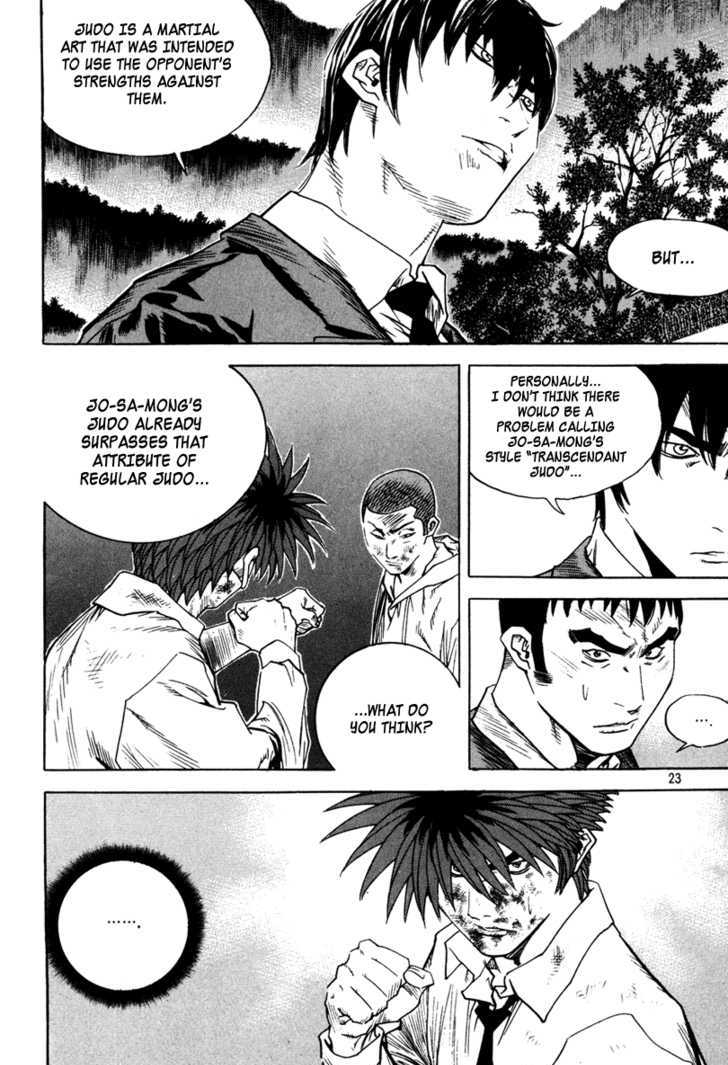 JUDO IS A MARTIAL
ART THAT WAS INTENDED
TO USE THE OPPONENT'S
STRENGTHS AGAINST
THEM.
BUT...
JO-SA-MONG'S
JUDO ALREADY
SURPASSES THAT
ATTRIBUTE OF
REGULAR JUDO...
PERSONALLY...
I DON'T THINK THERE
WOULD BE A
PROBLEM CALLING
JO-SA-MONG'S
STYLE "TRANSCENDANT
JUDO"...
...WHAT DO
YOU THINK?
....
23
......